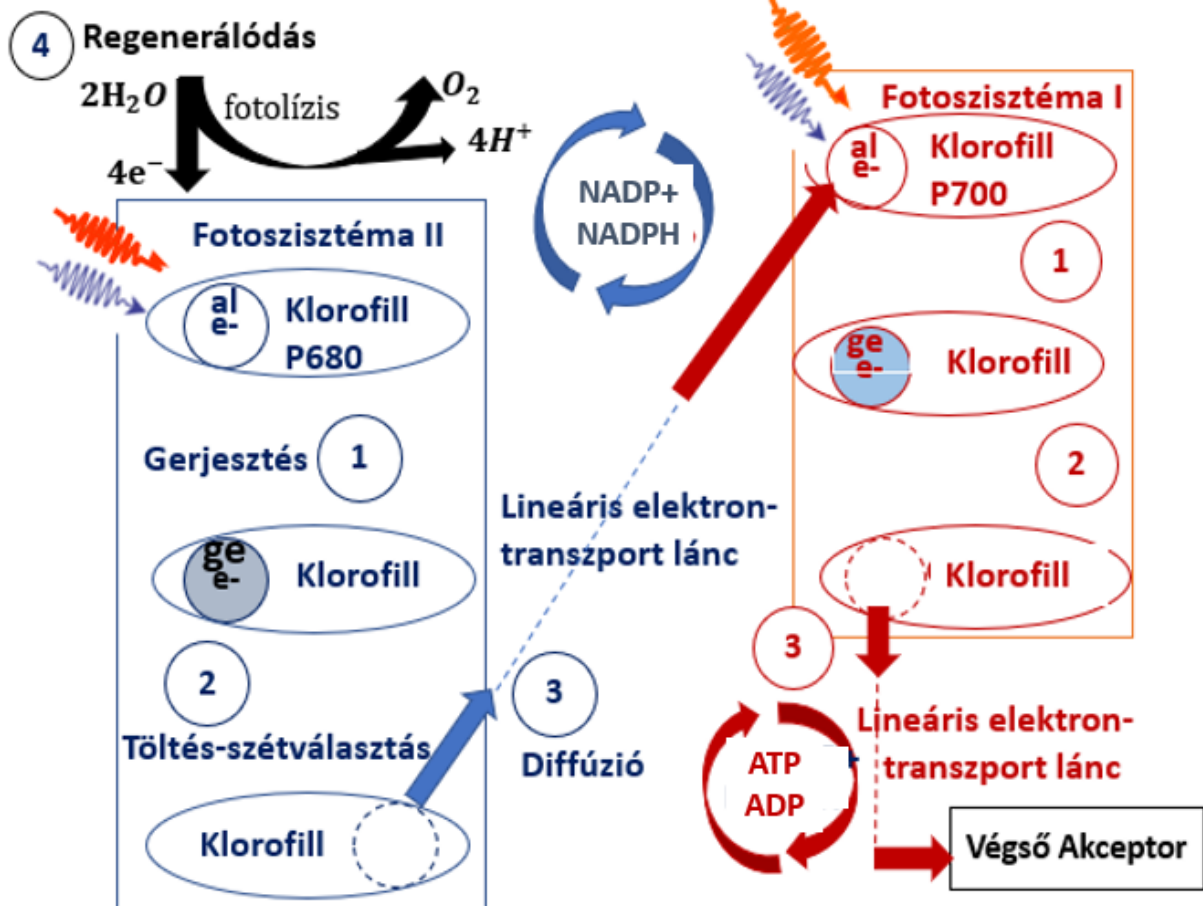 4 Regenerálódás
2H₂O fotolízis O₂
4H⁺
4e⁻
Fotoszisztéma II
al
e-
Klorofill
P680
Gerjesztés 1
ge
e-
Klorofill
2
Töltés-szétválasztás
Klorofill
3
Diffúzió
NADP+
NADPH
Lineáris elektron-
transzport lánc
Fotoszisztéma I
al
e-
Klorofill
P700
1
ge
e-
Klorofill
2
Klorofill
3
ATP
ADP
Lineáris elektron-
transzport lánc
Végső Akceptor